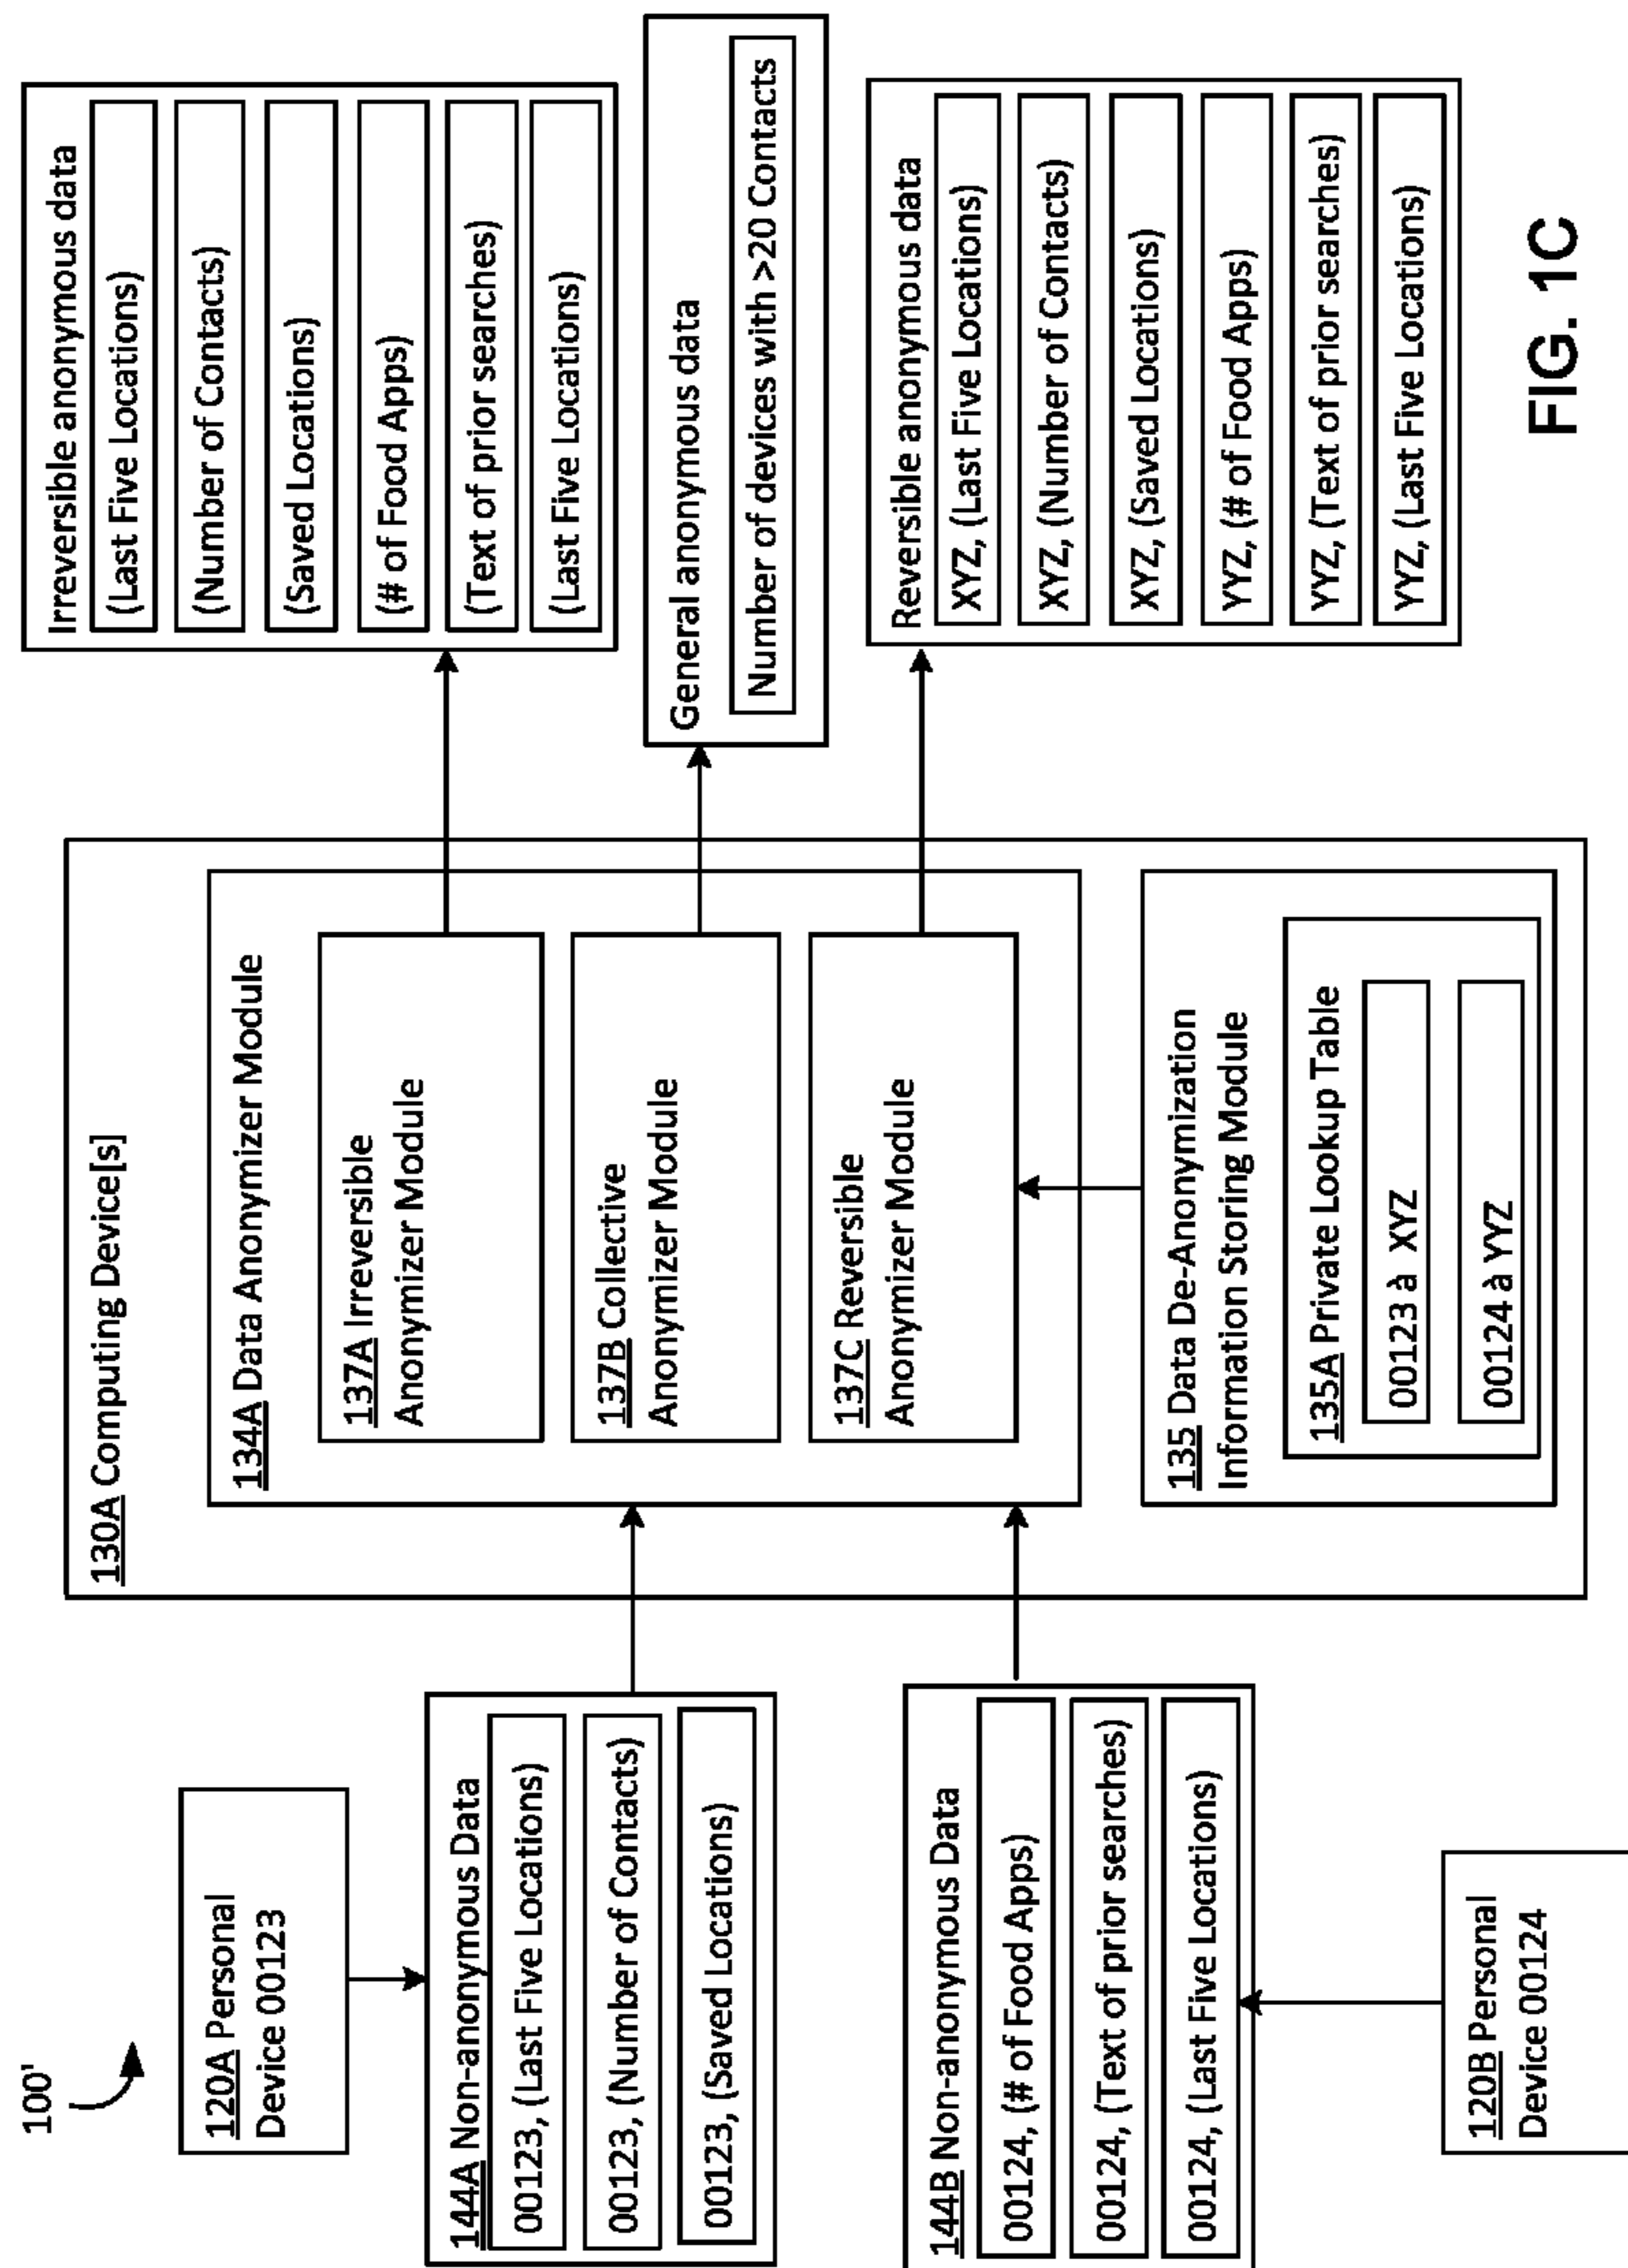 100'
120A Personal
Device 00123
144A Non-anonymous Data
00123, (Last Five Locations)
00123, (Number of Contacts)
00123, (Saved Locations)
144B Non-anonymous Data
00124, (# of Food Apps)
00124, (Text of prior searches)
00124, (Last Five Locations)
120B Personal
Device 00124
130A Computing Device[s]
134A Data Anonymizer Module
137A Irreversible
Anonymizer Module
137B Collective
Anonymizer Module
137C Reversible
Anonymizer Module
135 Data De-Anonymization
Information Storing Module
135A Private Lookup Table
00123 à XYZ
00124 à YYZ
Irreversible anonymous data
(Last Five Locations)
(Number of Contacts)
(Saved Locations)
(# of Food Apps)
(Text of prior searches)
(Last Five Locations)
General anonymous data
Number of devices with >20 Contacts
Reversible anonymous data
XYZ, (Last Five Locations)
XYZ, (Number of Contacts)
XYZ, (Saved Locations)
YYZ, (# of Food Apps)
YYZ, (Text of prior searches)
YYZ, (Last Five Locations)
FIG. 1C